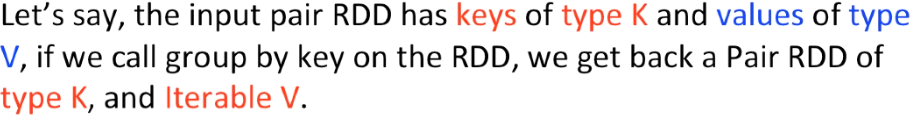 Let’s say, the input pair RDD has keys of type K and values of type
V, if we call group by key on the RDD, we get back a Pair RDD of
type K, and Iterable V.